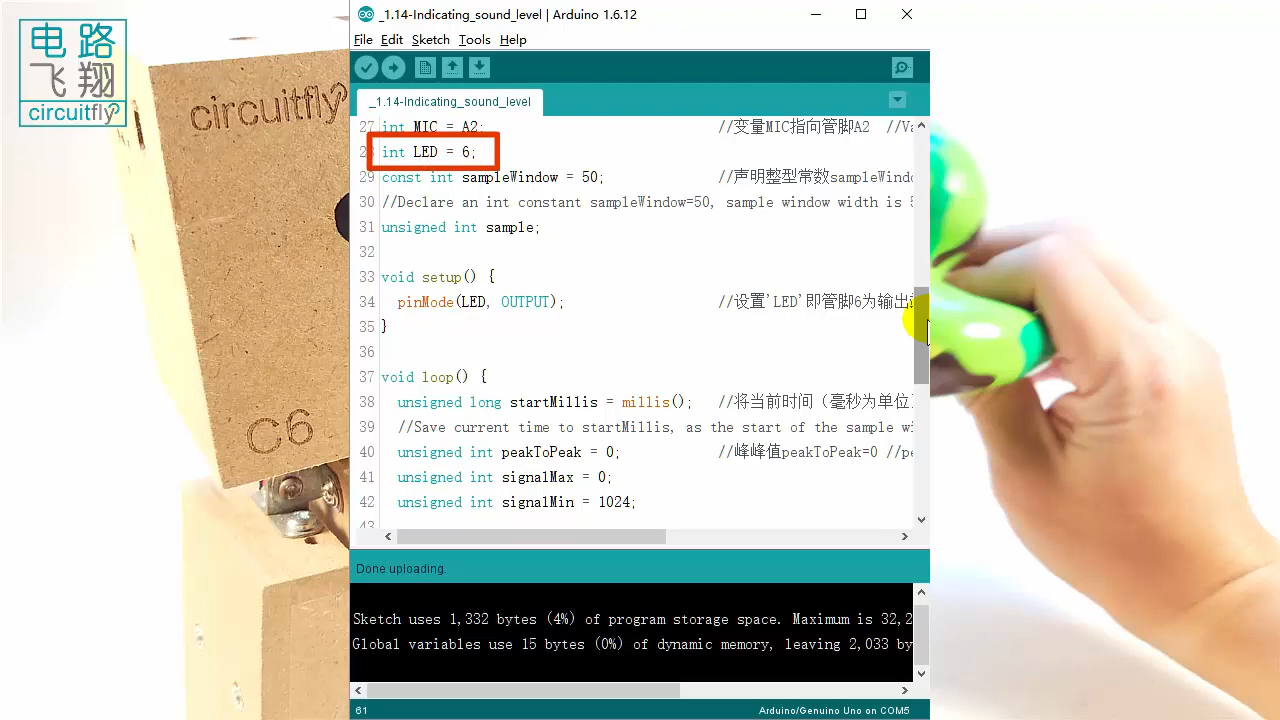 电路
飞翔
circuitfly
circuitfly
C6
_1.14-Indicating_sound_level | Arduino 1.6.12
File Edit Sketch Tools Help
_1.14-Indicating_sound_level
27 int MIC = A2; //变量MIC指向管脚A2 //Va
28 int LED = 6;
29 const int sampleWindow = 50; //声明整型常数sampleWindo
30 //Declare an int constant sampleWindow=50, sample window width is 5
31 unsigned int sample;
32
33 void setup() {
34 pinMode(LED, OUTPUT); //设置'LED'即管脚6为输出
35 }
36
37 void loop() {
38 unsigned long startMillis = millis(); //将当前时间（毫秒为单位）
39 //Save current time to startMillis, as the start of the sample wi
40 unsigned int peakToPeak = 0; //峰峰值peakToPeak=0 //pe
41 unsigned int signalMax = 0;
42 unsigned int signalMin = 1024;
43
Done uploading.
Sketch uses 1,332 bytes (4%) of program storage space. Maximum is 32,2
Global variables use 15 bytes (0%) of dynamic memory, leaving 2,033 by
61 Arduino/Genuino Uno on COM5